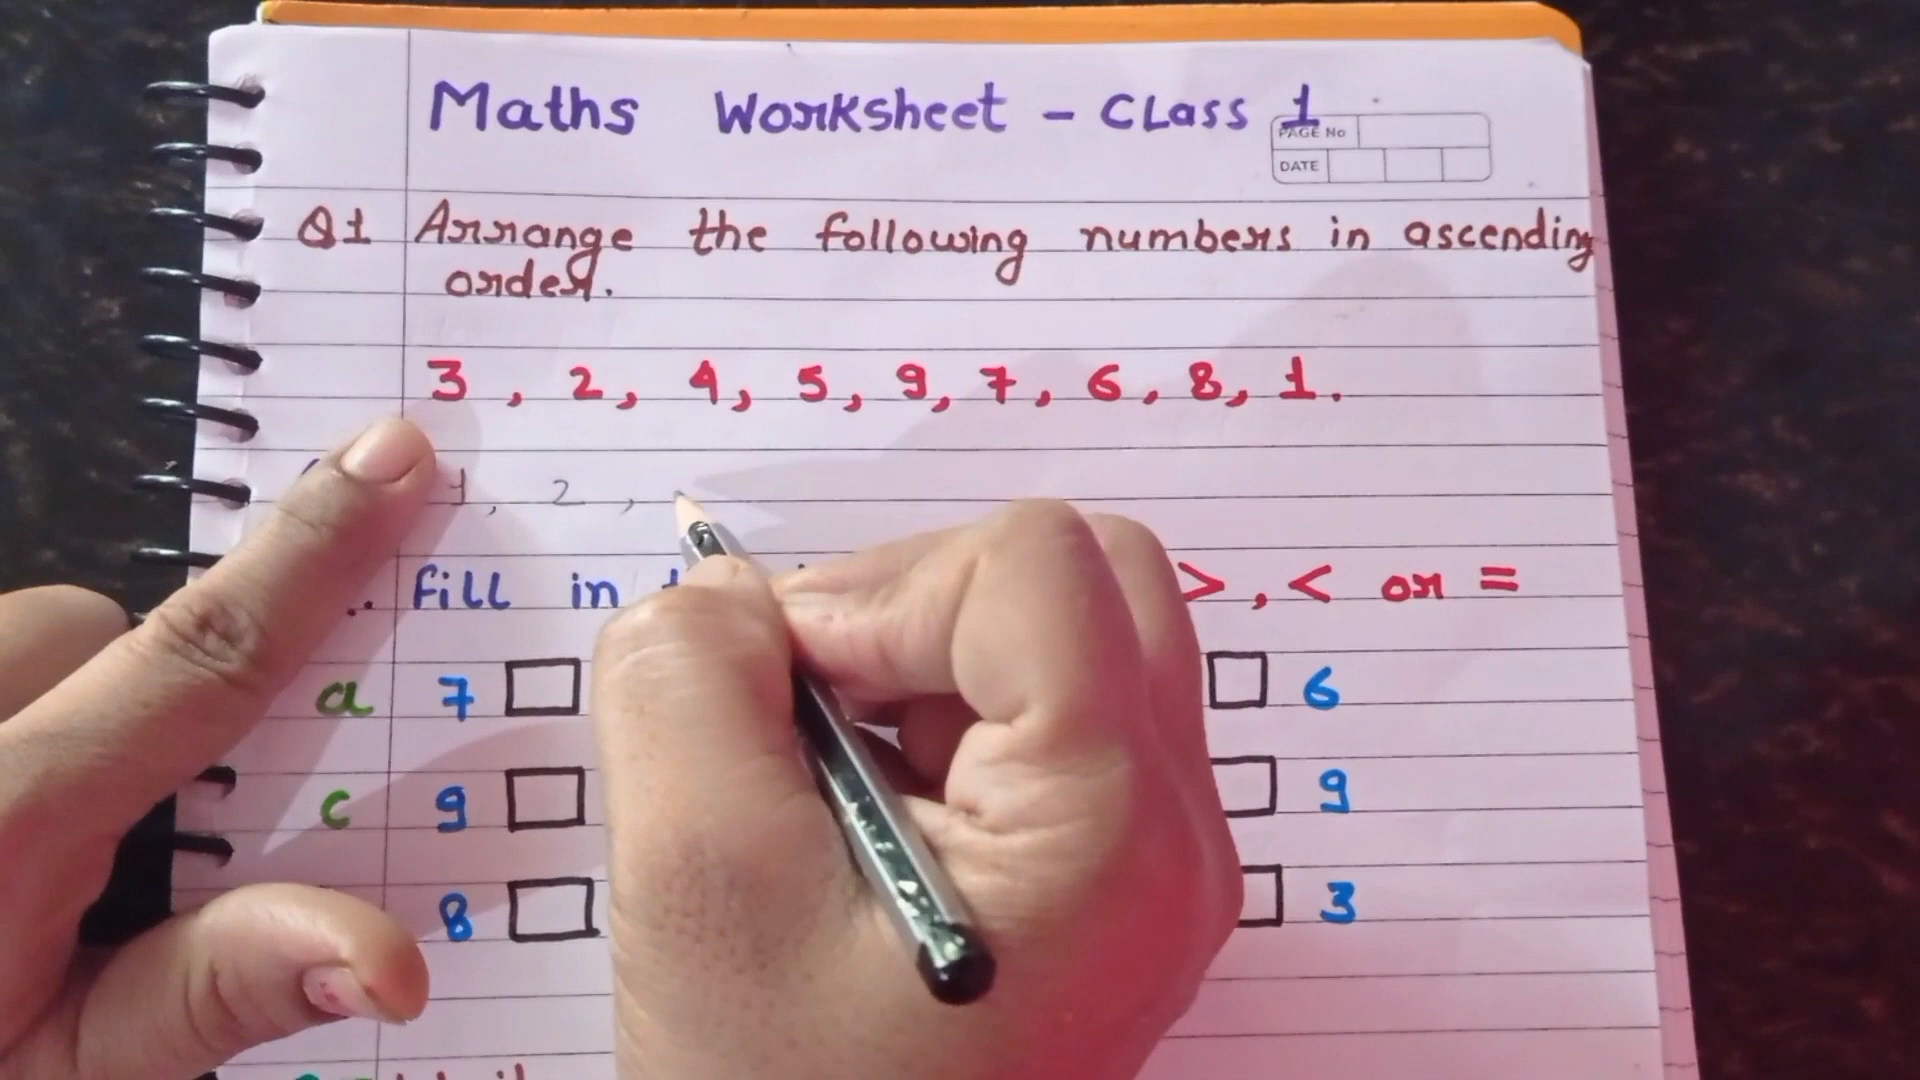 Maths Worksheet - Class 1
PAGE No
DATE
Q1 Arrange the following numbers in ascending
order.
3 , 2, 4, 5, 9, 7, 6, 8, 1.
1, 2 ,
Fill in >, < or =
a 7 6
c 9 9
8 3